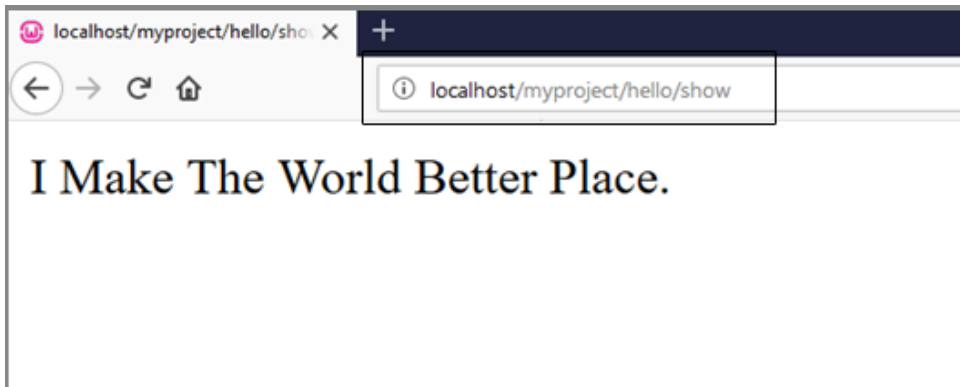 localhost/myproject/hello/sho
localhost/myproject/hello/show
I Make The World Better Place.